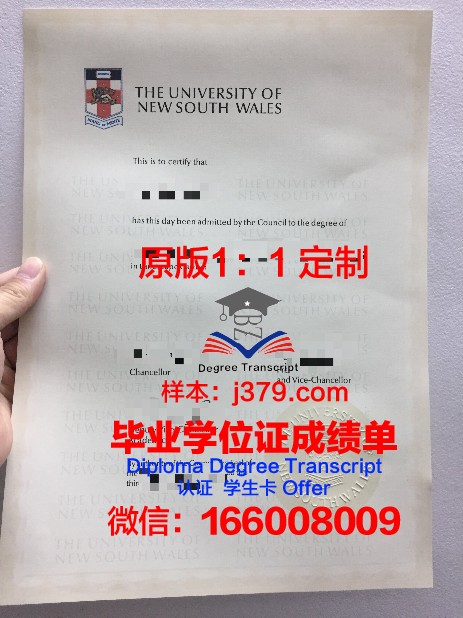 THE UNIVERSITY OF
NEW SOUTH WALES
This is to certify that
has this day been admitted by the Council to the degree of
in the
原版1：1 定制
BZ
Degree Transcript
Chancellor
and Vice-Chancellor
样本：j379.com
毕业学位证成绩单
Diploma Degree Transcript
认证 学生卡 Offer
微信：166008009